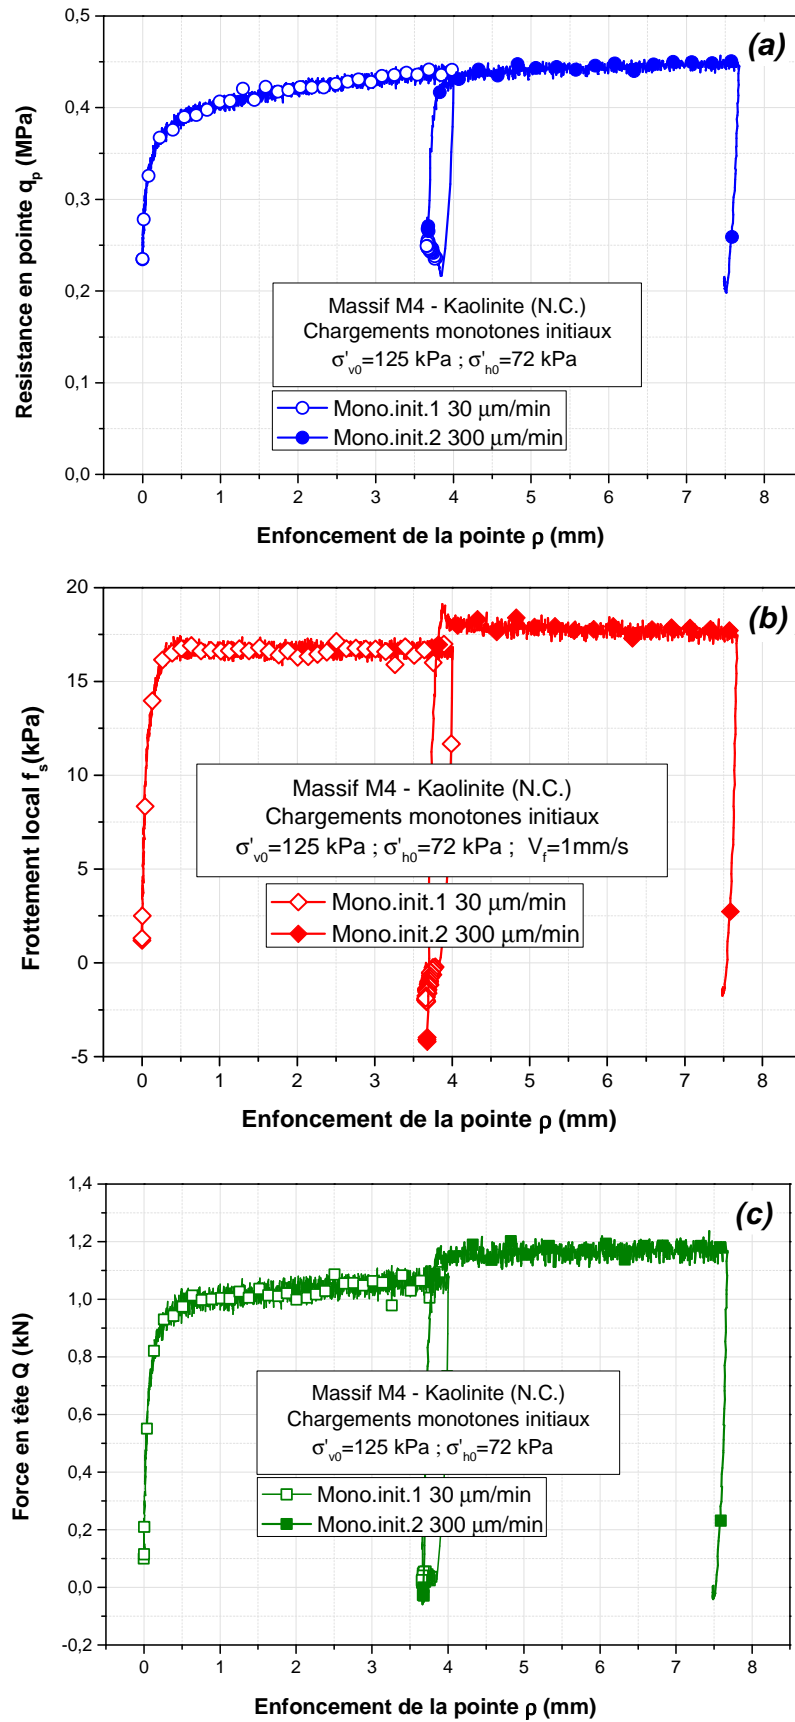 (a)
0,5
0,4
0,3
0,2
0,1
0,0
Resistance en pointe qp (MPa)
Massif M4 - Kaolinite (N.C.)
Chargements monotones initiaux
σ'v0=125 kPa ; σ'h0=72 kPa
Mono.init.1 30 μm/min
Mono.init.2 300 μm/min
0 1 2 3 4 5 6 7 8
Enfoncement de la pointe ρ (mm)
(b)
20
15
10
5
0
-5
Frottement local fs(kPa)
Massif M4 - Kaolinite (N.C.)
Chargements monotones initiaux
σ'v0=125 kPa ; σ'h0=72 kPa ; Vf=1mm/s
Mono.init.1 30 μm/min
Mono.init.2 300 μm/min
0 1 2 3 4 5 6 7 8
Enfoncement de la pointe ρ (mm)
(c)
1,4
1,2
1,0
0,8
0,6
0,4
0,2
0,0
-0,2
Force en tête Q (kN)
Massif M4 - Kaolinite (N.C.)
Chargements monotones initiaux
σ'v0=125 kPa ; σ'h0=72 kPa
Mono.init.1 30 μm/min
Mono.init.2 300 μm/min
0 1 2 3 4 5 6 7 8
Enfoncement de la pointe ρ (mm)